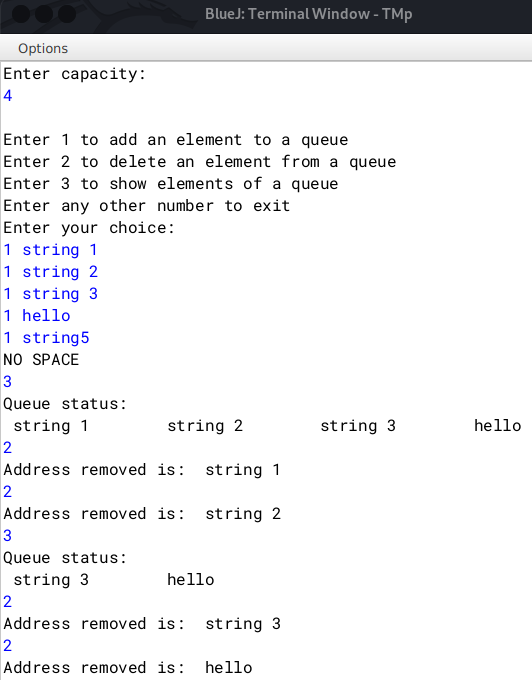 BlueJ: Terminal Window - TMp
Options
Enter capacity:
4
Enter 1 to add an element to a queue
Enter 2 to delete an element from a queue
Enter 3 to show elements of a queue
Enter any other number to exit
Enter your choice:
1 string 1
1 string 2
1 string 3
1 hello
1 string5
NO SPACE
3
Queue status:
string 1 string 2 string 3 hello
2
Address removed is: string 1
2
Address removed is: string 2
3
Queue status:
string 3 hello
2
Address removed is: string 3
2
Address removed is: hello